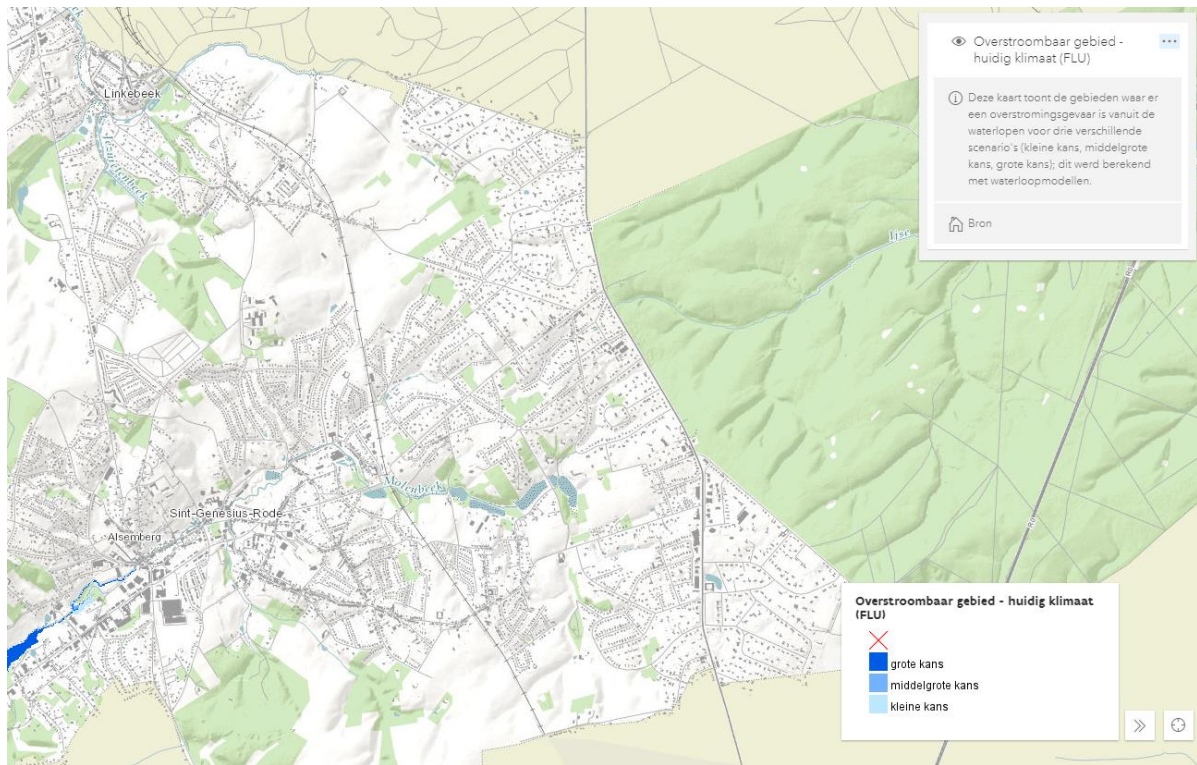 Overstroombaar gebied -
huidig klimaat (FLU)
Deze kaart toont de gebieden waar er
een overstromingsgevaar is vanuit de
waterlopen voor drie verschillende
scenario's (kleine kans, middelgrote
kans, grote kans); dit werd berekend
met waterloopmodellen.
Bron
Linkebeek
IJse
R0
Molenbeek
Sint-Genesius-Rode
Alsemberg
R0
Overstroombaar gebied - huidig klimaat
(FLU)
grote kans
middelgrote kans
kleine kans